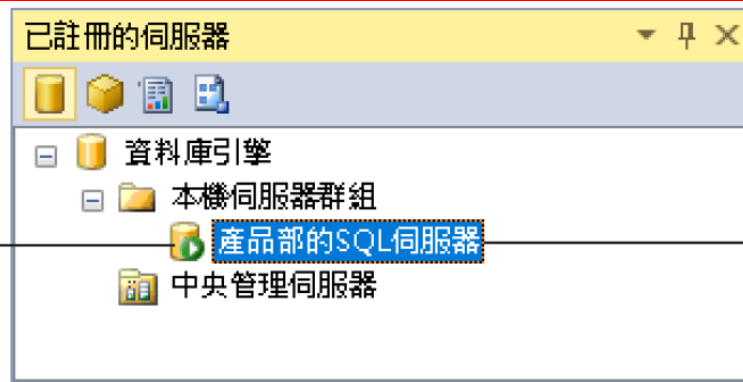 已註冊的伺服器
資料庫引擎
本機伺服器群組
產品部的SQL伺服器
中央管理伺服器